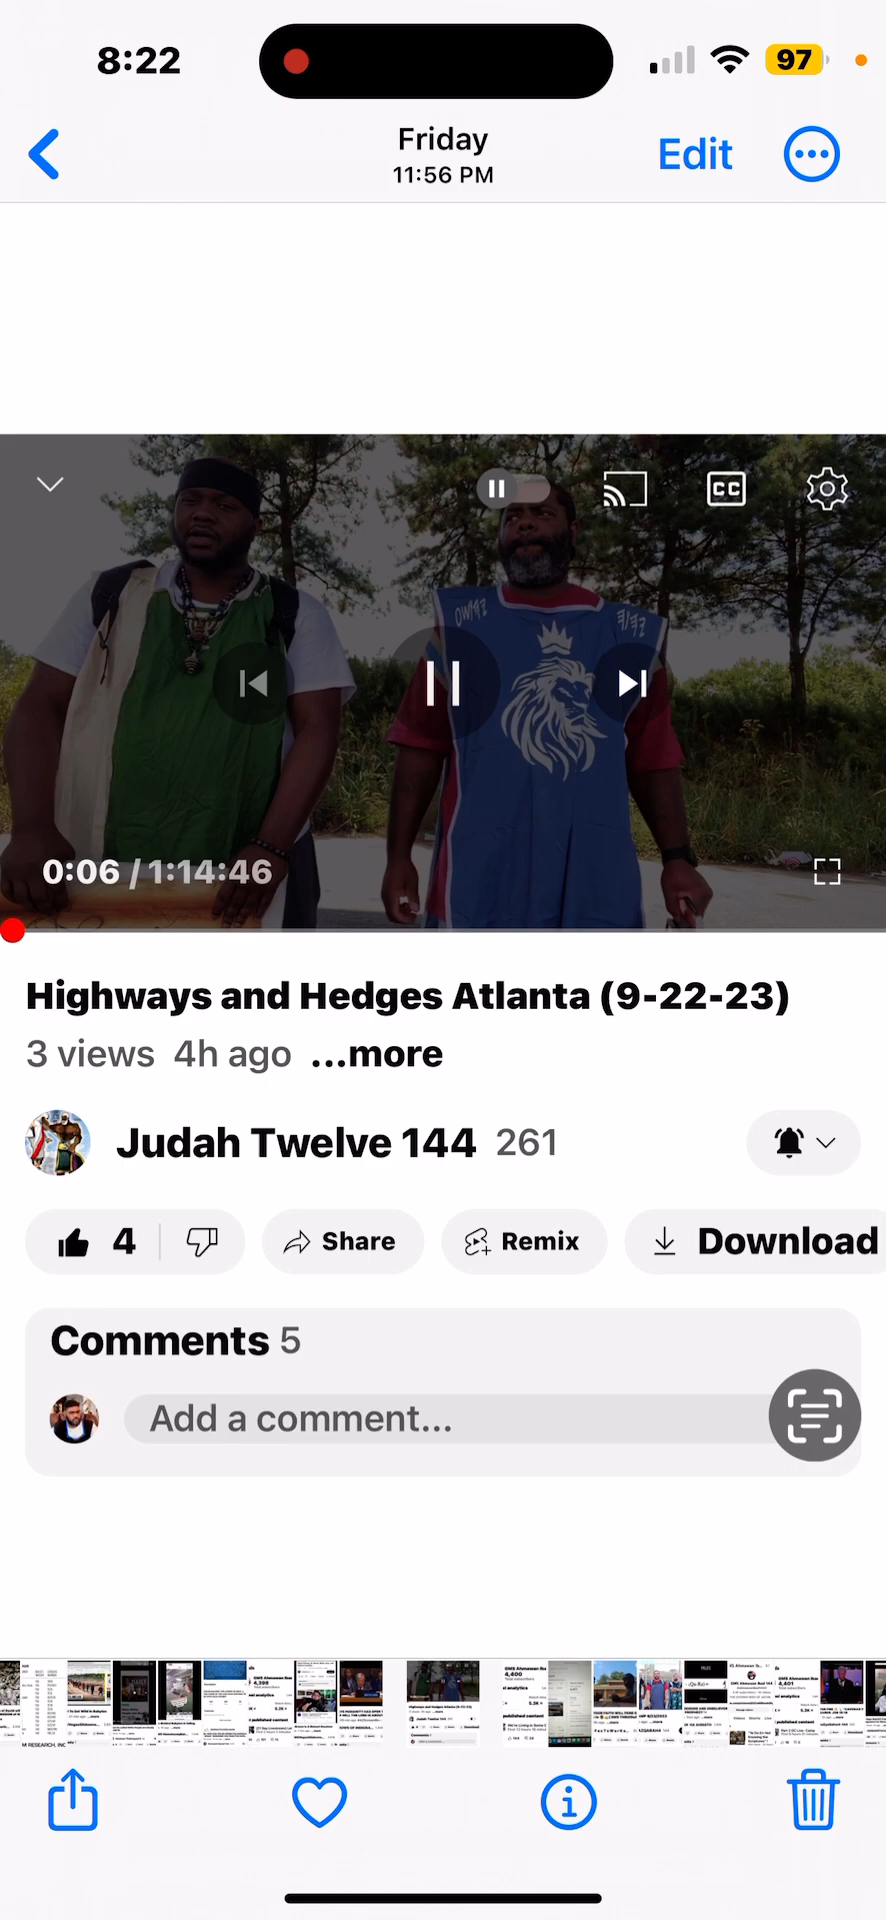 8:22
97
Friday
11:56 PM
Edit
CC
0:06 / 1:14:46
Highways and Hedges Atlanta (9-22-23)
3 views 4h ago ...more
Judah Twelve 144 261
4 Share Remix Download
Comments 5
Add a comment...